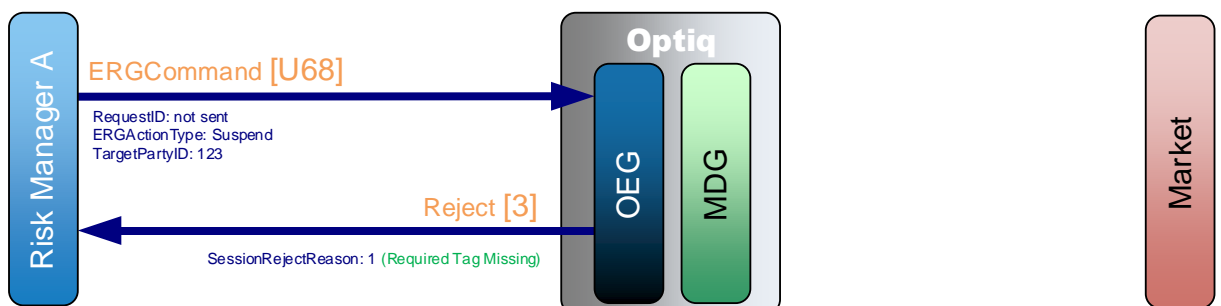 Risk Manager A
ERGCommand [U68]
RequestID: not sent
ERGActionType: Suspend
TargetPartyID: 123
Reject [3]
SessionRejectReason: 1 (Required Tag Missing)
Optiq
OEG
MDG
Market